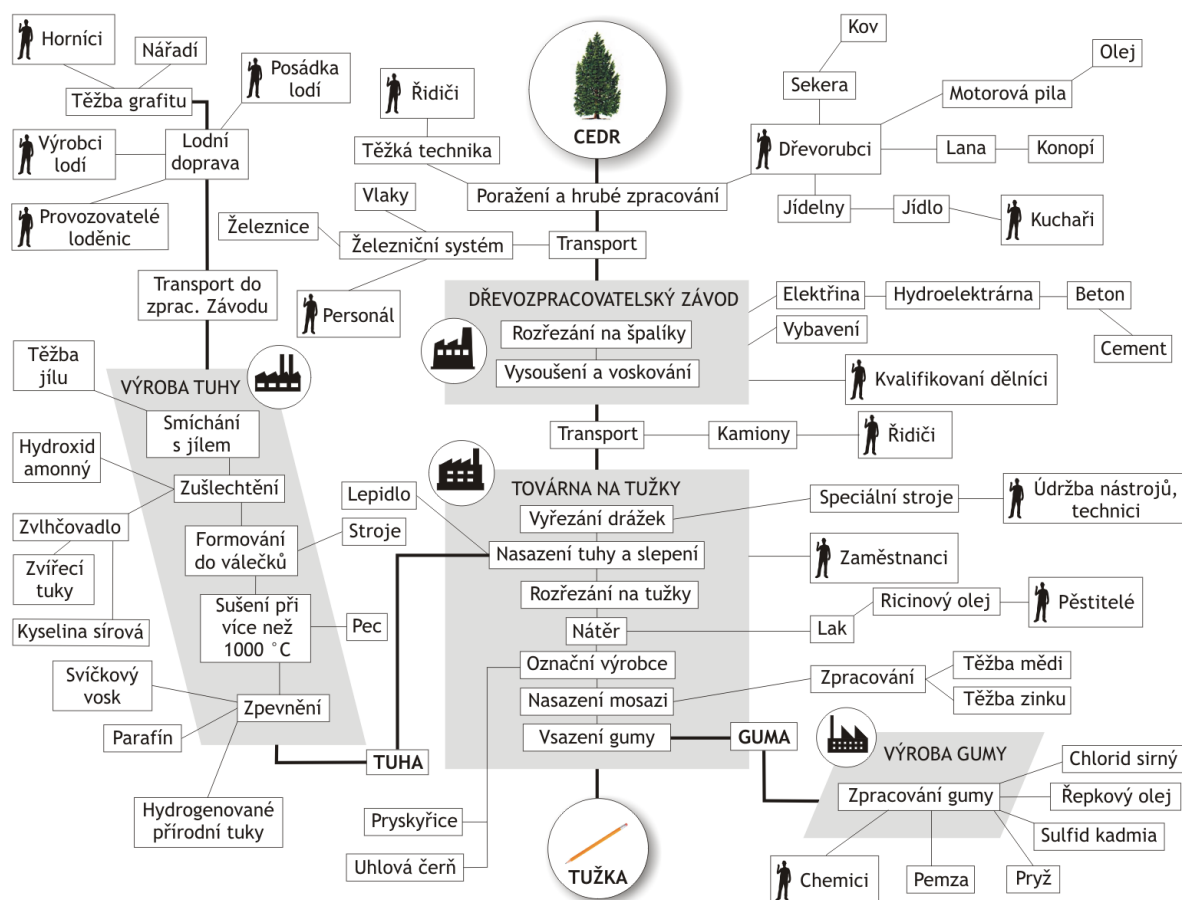 Horníci
Nářadí
Těžba grafitu
Posádka
lodí
Výrobci
lodí
Lodní
doprava
Provozovatelé
loděnic
Transport do
zprac. Závodu
Řidiči
Těžká technika
CEDR
Poražení a hrubé zpracování
Vlaky
Železnice
Železniční systém
Transport
Personál
Kov
Sekera
Olej
Motorová pila
Dřevorubci
Lana
Konopí
Jídelny
Jídlo
Kuchaři
DŘEVOZPRACOVATELSKÝ ZÁVOD
Rozřezání na špalíky
Vysoušení a voskování
Elektřina
Hydroelektrárna
Beton
Cement
Vybavení
Kvalifikovaní dělníci
Transport
Kamiony
Řidiči
Těžba
jílu
VÝROBA TUHY
Smíchání
s jílem
Hydroxid
amonný
Zušlechtění
Zvlhčovadlo
Zvířecí
tuky
Kyselina sírová
Formování
do válečků
Stroje
Lepidlo
Sušení při
více než
1000 °C
Pec
Svíčkový
vosk
Zpevnění
Parafín
Hydrogenované
přírodní tuky
TUHA
TOVÁRNA NA TUŽKY
Vyřezání drážek
Speciální stroje
Údržba nástrojů,
technici
Nasazení tuhy a slepení
Zaměstnanci
Rozřezání na tužky
Nátěr
Lak
Ricinový olej
Pěstitelé
Označní výrobce
Nasazení mosazi
Zpracování
Těžba mědi
Těžba zinku
Vsazení gumy
GUMA
Pryskyřice
Uhlová čerň
TUŽKA
VÝROBA GUMY
Zpracování gumy
Chlorid sirný
Řepkový olej
Sulfid kadmia
Chemici
Pemza
Pryž